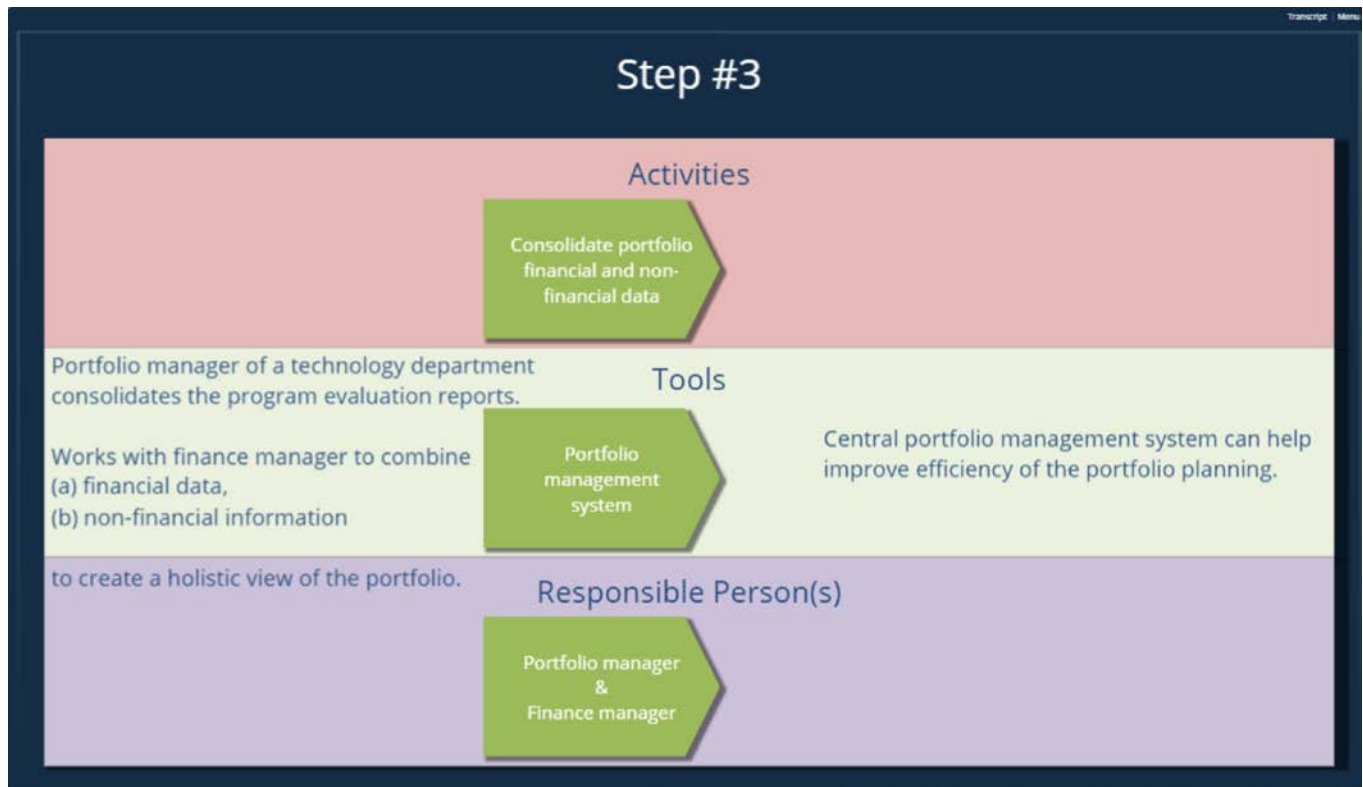 Transcript Menu
Step #3
Activities
Consolidate portfolio
financial and non-
financial data
Portfolio manager of a technology department
consolidates the program evaluation reports.
Works with finance manager to combine
(a) financial data,
(b) non-financial information
Tools
Portfolio
management
system
Central portfolio management system can help
improve efficiency of the portfolio planning.
to create a holistic view of the portfolio.
Responsible Person(s)
Portfolio manager
&
Finance manager